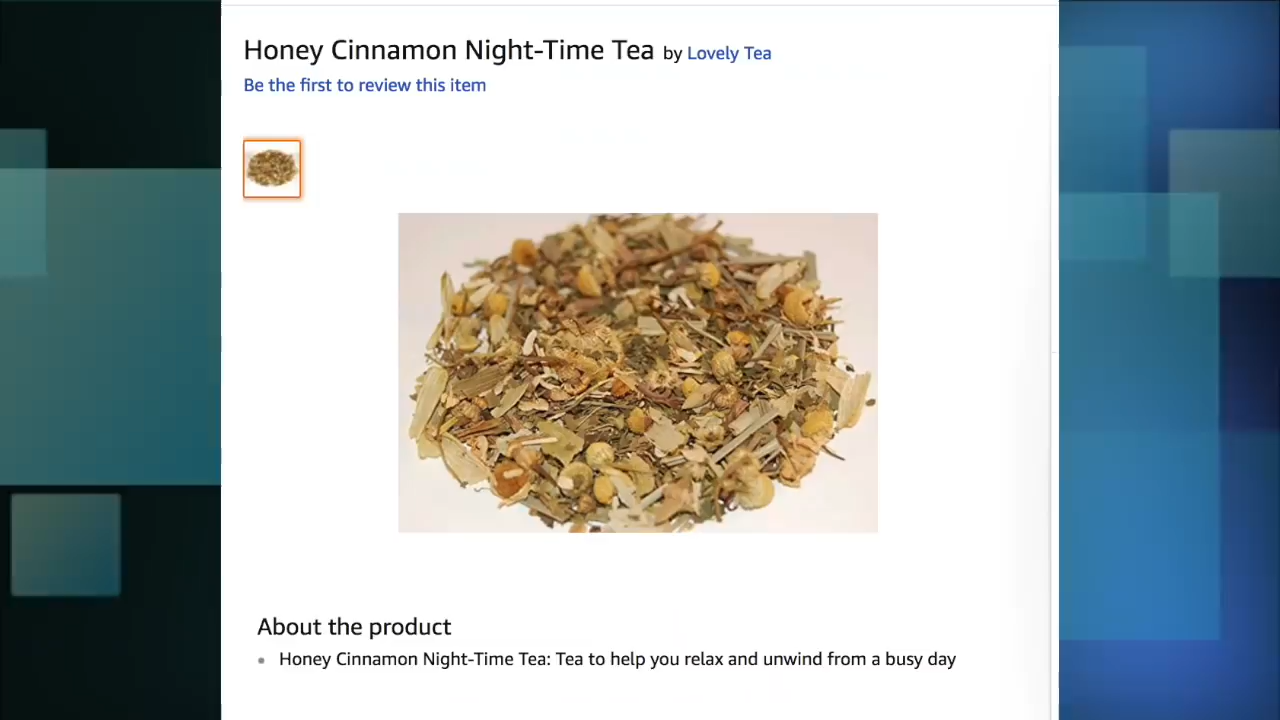 Honey Cinnamon Night-Time Tea by Lovely Tea
Be the first to review this item
About the product
• Honey Cinnamon Night-Time Tea: Tea to help you relax and unwind from a busy day